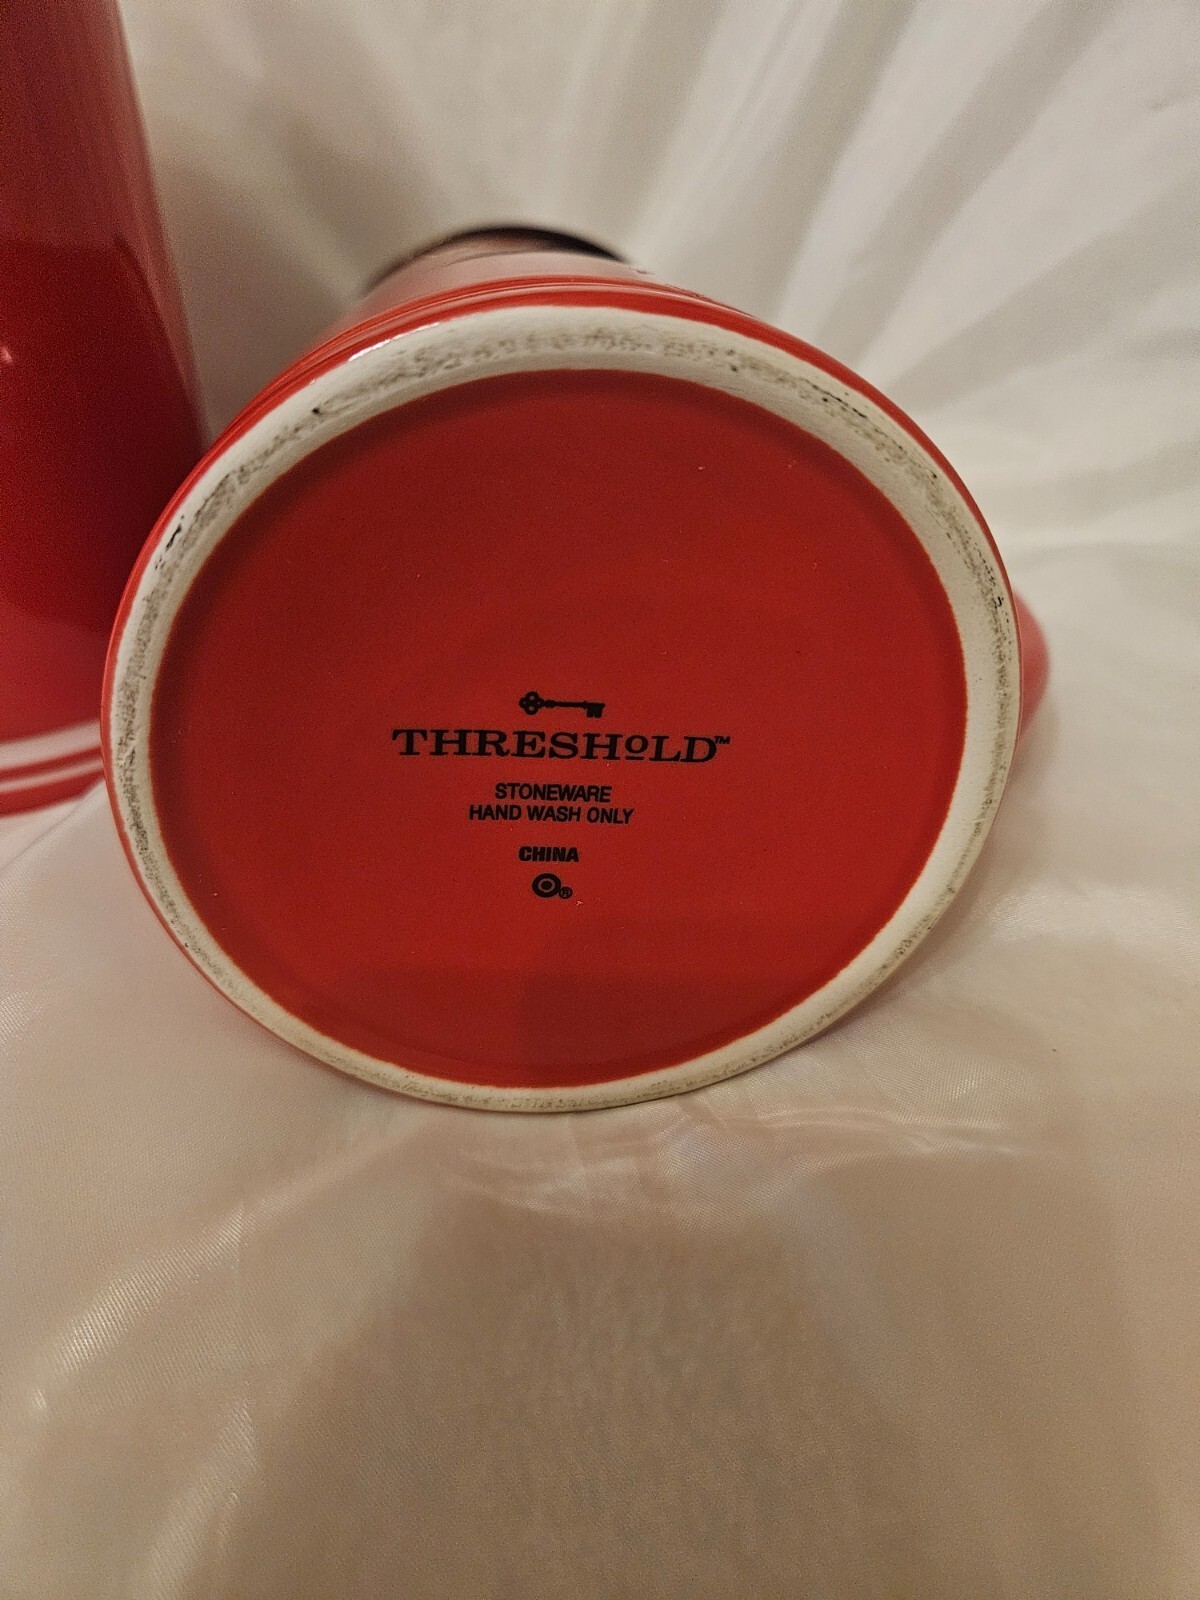 THRESHOLD™
STONEWARE
HAND WASH ONLY
CHINA
®